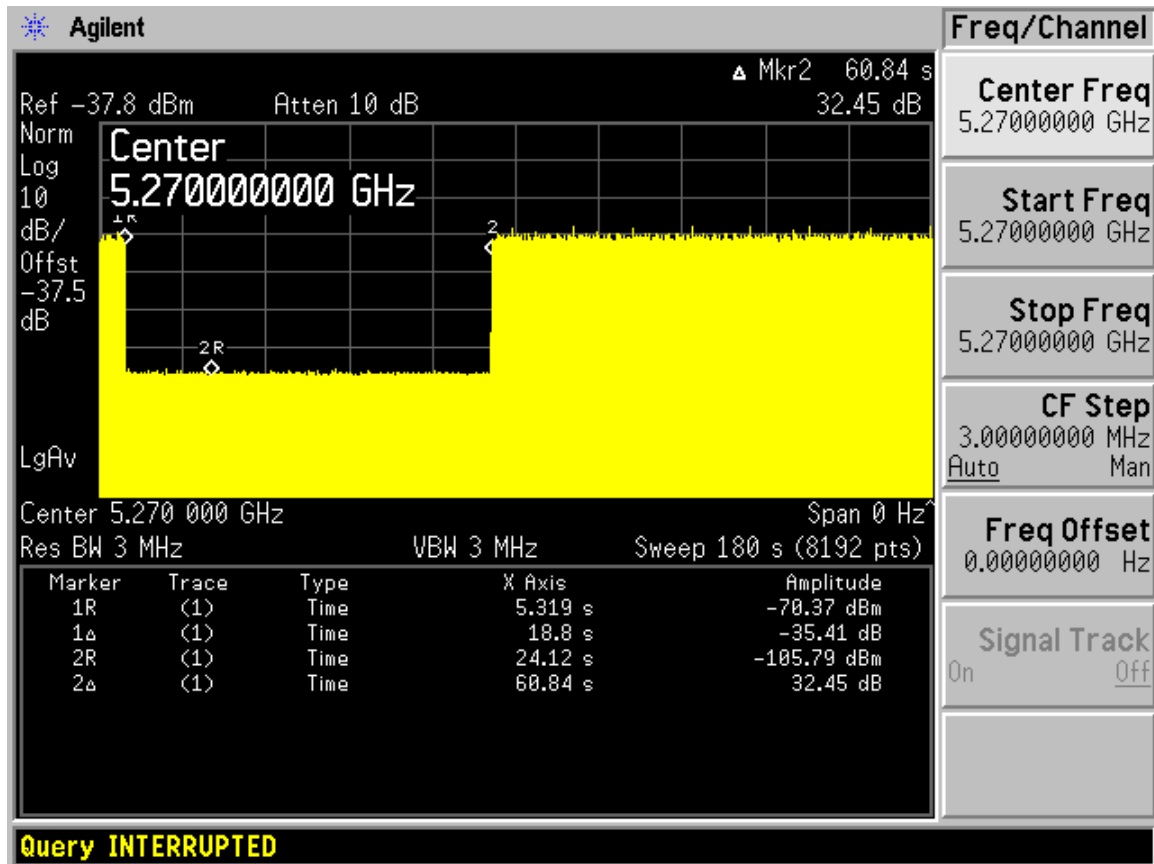 Agilent
Freq/Channel
Δ Mkr2 60.84 s
Ref -37.8 dBm Atten 10 dB 32.45 dB
Norm
Log
10
dB/
Offst
-37.5
dB
LgAv
Center
5.270000000 GHz
1R
2
2R
Center 5.270 000 GHz Span 0 Hz^
Res BW 3 MHz VBW 3 MHz Sweep 180 s (8192 pts)
Marker Trace Type X Axis Amplitude
1R (1) Time 5.319 s -70.37 dBm
1Δ (1) Time 18.8 s -35.41 dB
2R (1) Time 24.12 s -105.79 dBm
2Δ (1) Time 60.84 s 32.45 dB
Center Freq
5.27000000 GHz
Start Freq
5.27000000 GHz
Stop Freq
5.27000000 GHz
CF Step
3.00000000 MHz
Auto Man
Freq Offset
0.00000000 Hz
Signal Track
On Off
Query INTERRUPTED